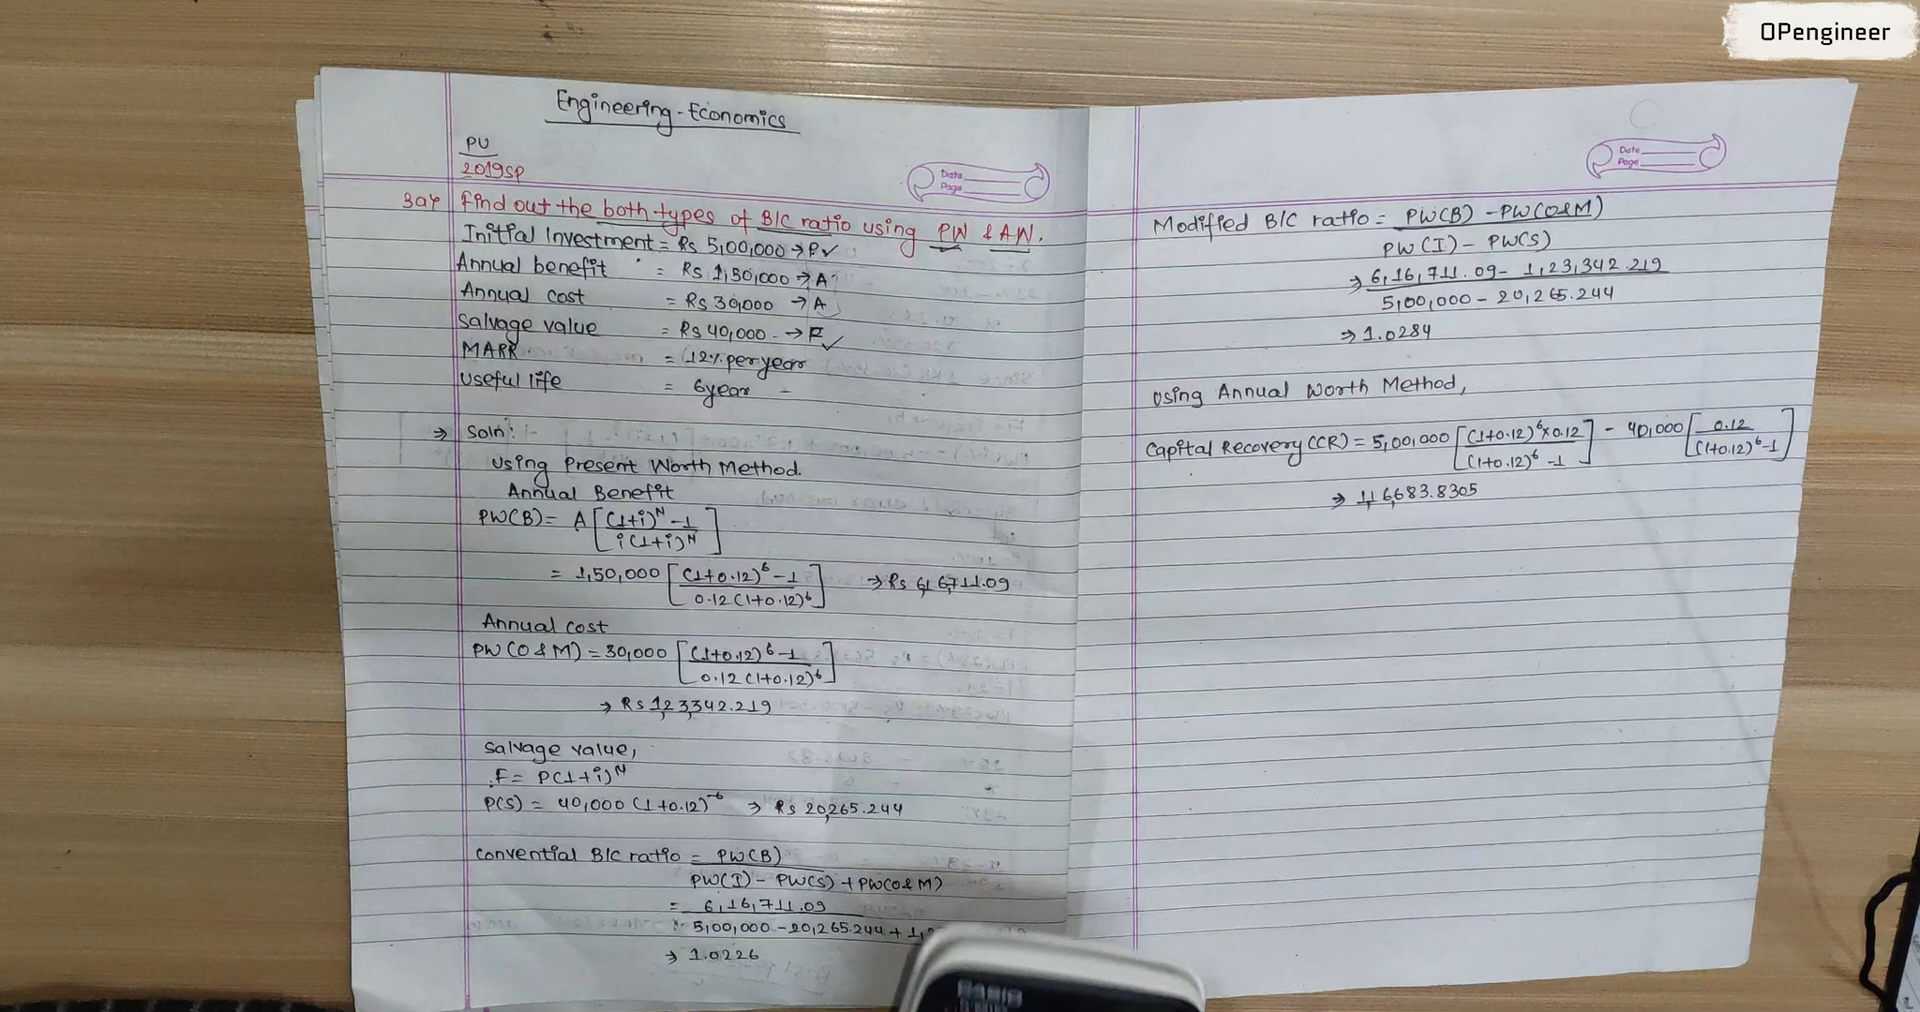 OPengineer
Engineering-Economics
PU
2019SP
Date
Page
3a) Find out the both types of B/C ratio using PW & AW.
Initial Investment = Rs 5,00,000 → P ✓
Annual benefit = Rs 1,50,000 → A
Annual cost = Rs 30,000 → A
Salvage value = Rs 40,000 → F ✓
MARR = 12% per year
Useful life = 6year
⇒ Soln:
Using Present Worth Method.
Annual Benefit
PW(B) = A [((1+i)^N - 1) / (i(1+i)^N)]
= 1,50,000 [((1+0.12)^6 - 1) / (0.12(1+0.12)^6)] ⇒ Rs 6,16,711.09
Annual cost
PW(O&M) = 30,000 [((1+0.12)^6 - 1) / (0.12(1+0.12)^6)]
⇒ Rs 1,23,342.219
Salvage value,
F = P(1+i)^N
P(S) = 40,000 (1+0.12)^-6 ⇒ Rs 20,265.244
Convential B/C ratio = PW(B)
PW(I) - PW(S) + PW(O&M)
= 6,16,711.09
5,00,000 - 20,265.244 + 1,
⇒ 1.0226
Date
Page
Modified B/C ratio = PW(B) - PW(O&M)
PW(I) - PW(S)
⇒ 6,16,711.09 - 1,23,342.219
5,00,000 - 20,265.244
⇒ 1.0284
Using Annual Worth Method,
Capital Recovery (CR) = 5,00,000 [((1+0.12)^6 × 0.12) / ((1+0.12)^6 - 1)] - 40,000 [0.12 / ((1+0.12)^6 - 1)]
⇒ 1,16,683.8305